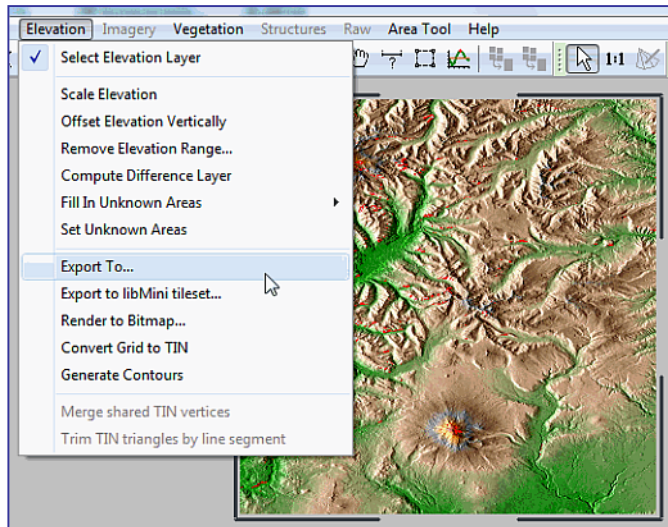 Elevation Imagery Vegetation Structures Raw Area Tool Help
Select Elevation Layer
1:1
Scale Elevation
Offset Elevation Vertically
Remove Elevation Range...
Compute Difference Layer
Fill In Unknown Areas
Set Unknown Areas
Export To...
Export to libMini tileset...
Render to Bitmap...
Convert Grid to TIN
Generate Contours
Merge shared TIN vertices
Trim TIN triangles by line segment